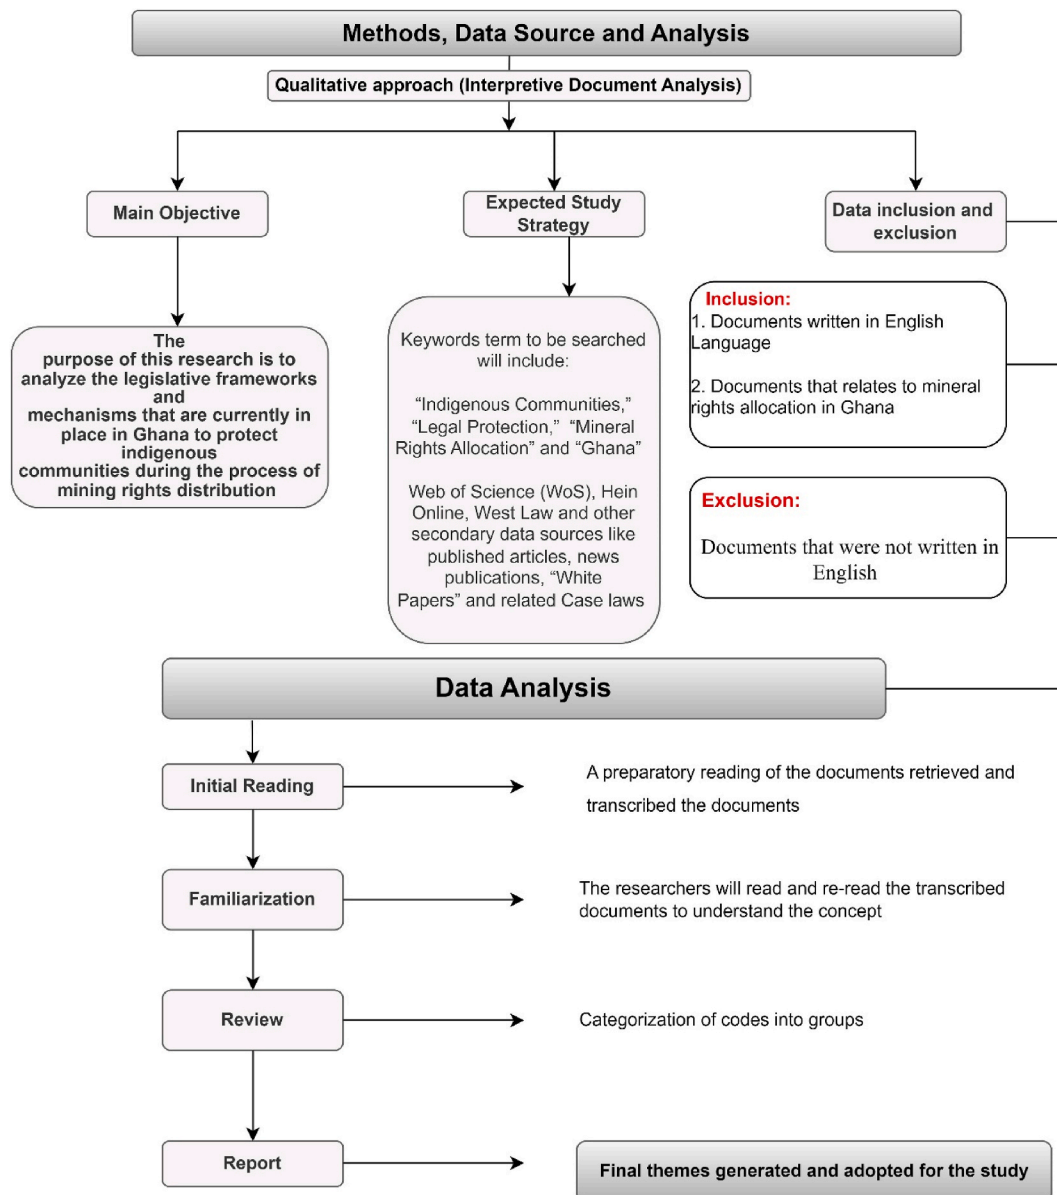 Methods, Data Source and Analysis
Qualitative approach (Interpretive Document Analysis)
Main Objective
Expected Study
Strategy
Data inclusion and
exclusion
The
purpose of this research is to
analyze the legislative frameworks
and
mechanisms that are currently in
place in Ghana to protect
indigenous
communities during the process of
mining rights distribution
Keywords term to be searched
will include:
“Indigenous Communities,”
“Legal Protection,” “Mineral
Rights Allocation” and “Ghana”
Web of Science (WoS), Hein
Online, West Law and other
secondary data sources like
published articles, news
publications, “White
Papers” and related Case laws
Inclusion:
1. Documents written in English
Language
2. Documents that relates to mineral
rights allocation in Ghana
Exclusion:
Documents that were not written in
English
Data Analysis
Initial Reading
A preparatory reading of the documents retrieved and
transcribed the documents
Familiarization
The researchers will read and re-read the transcribed
documents to understand the concept
Review
Categorization of codes into groups
Report
Final themes generated and adopted for the study